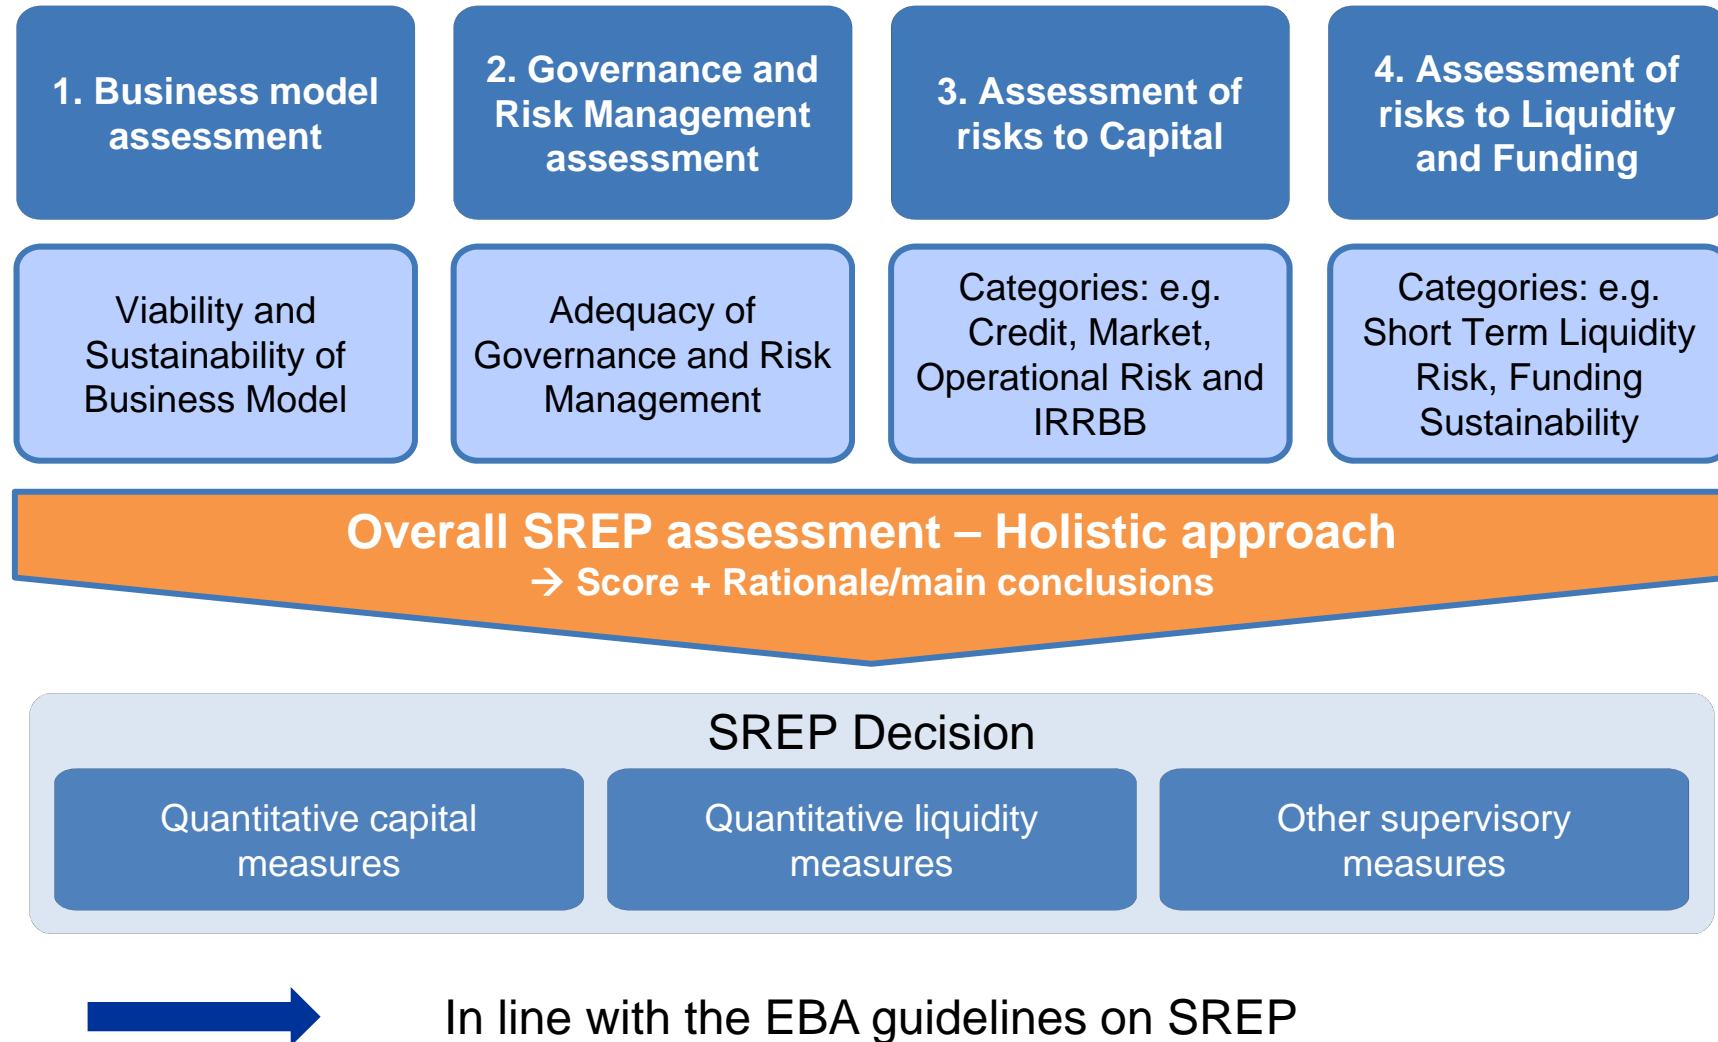 1. Business model
assessment
2. Governance and
Risk Management
assessment
3. Assessment of
risks to Capital
4. Assessment of
risks to Liquidity
and Funding
Viability and
Sustainability of
Business Model
Adequacy of
Governance and Risk
Management
Categories: e.g.
Credit, Market,
Operational Risk and
IRRBB
Categories: e.g.
Short Term Liquidity
Risk, Funding
Sustainability
Overall SREP assessment – Holistic approach
→ Score + Rationale/main conclusions
SREP Decision
Quantitative capital
measures
Quantitative liquidity
measures
Other supervisory
measures
In line with the EBA guidelines on SREP